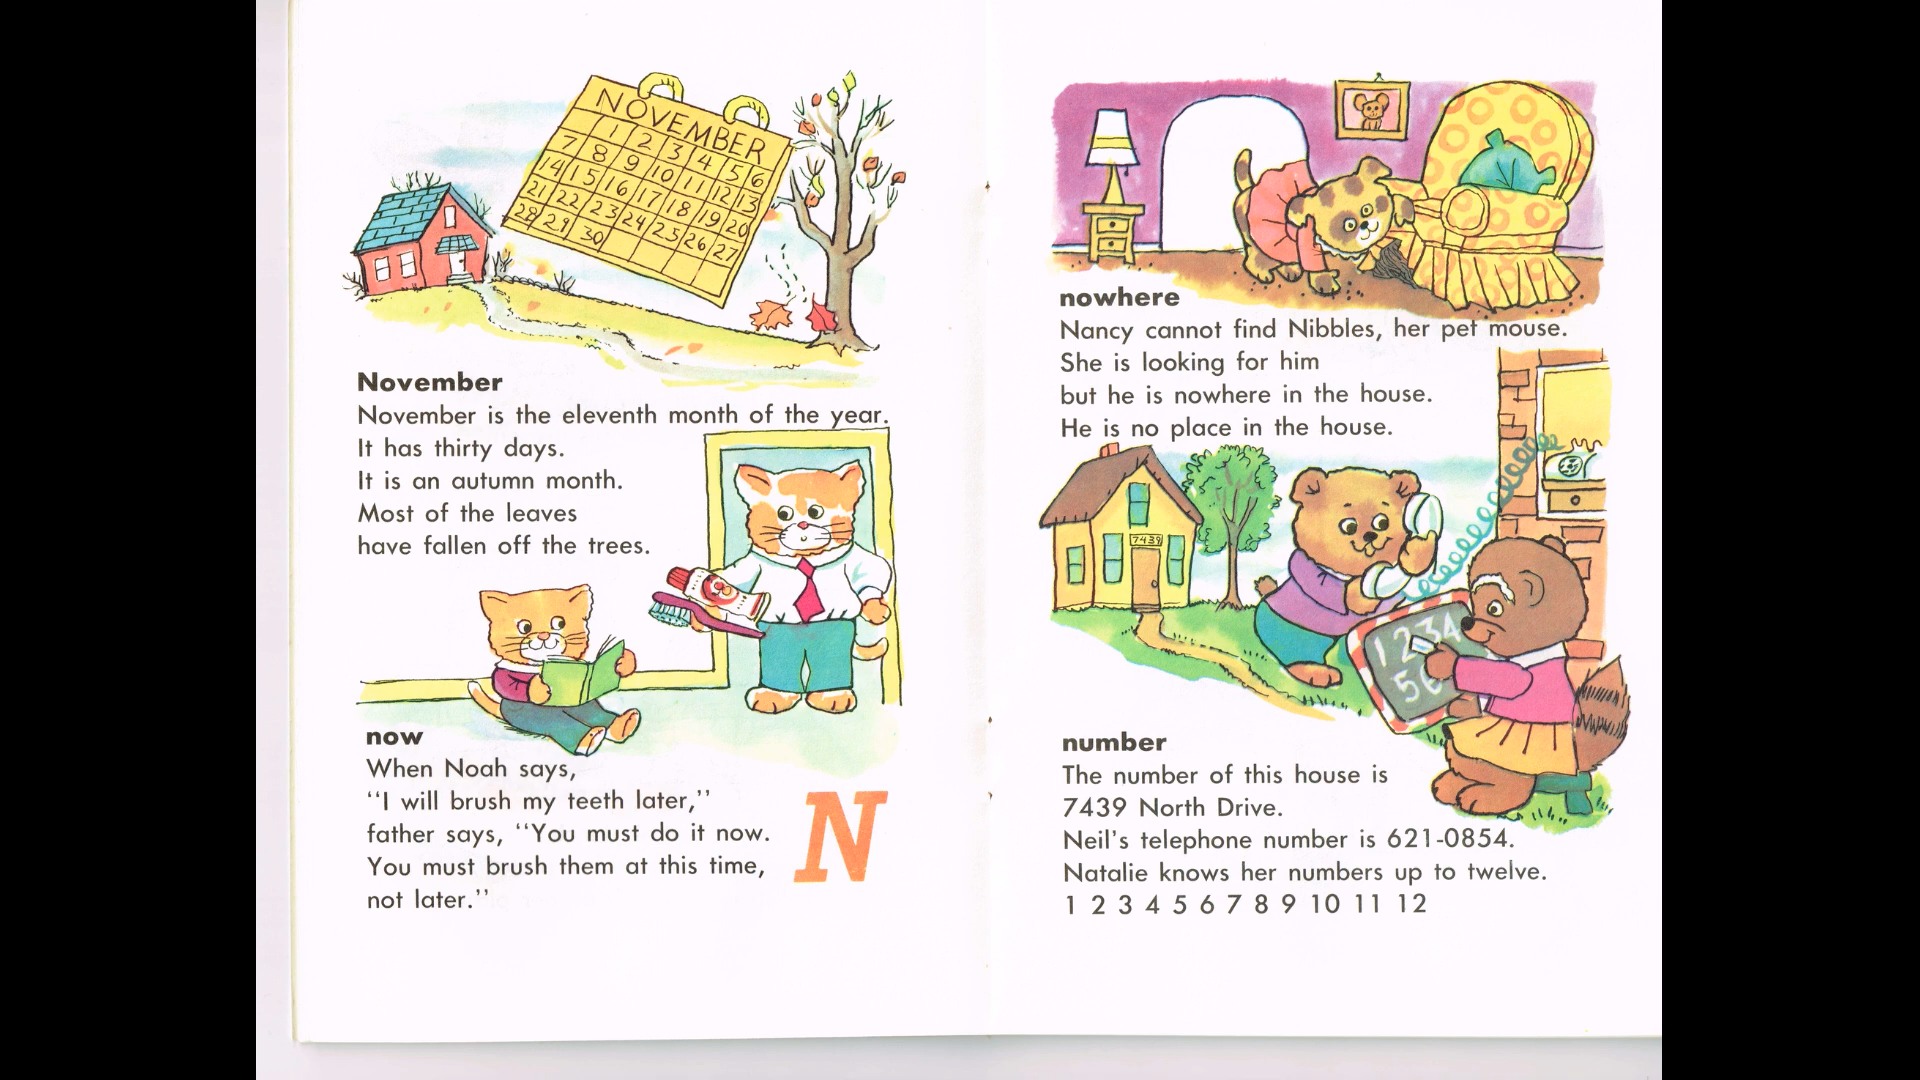 NOVEMBER
1 2 3 4 5 6
7 8 9 10 11 12 13
14 15 16 17 18 19 20
21 22 23 24 25 26 27
28 29 30
November
November is the eleventh month of the year.
It has thirty days.
It is an autumn month.
Most of the leaves
have fallen off the trees.
now
When Noah says,
“I will brush my teeth later,”
father says, “You must do it now.
You must brush them at this time,
not later.”
N
nowhere
Nancy cannot find Nibbles, her pet mouse.
She is looking for him
but he is nowhere in the house.
He is no place in the house.
7439
1234
56
number
The number of this house is
7439 North Drive.
Neil’s telephone number is 621-0854.
Natalie knows her numbers up to twelve.
1 2 3 4 5 6 7 8 9 10 11 12